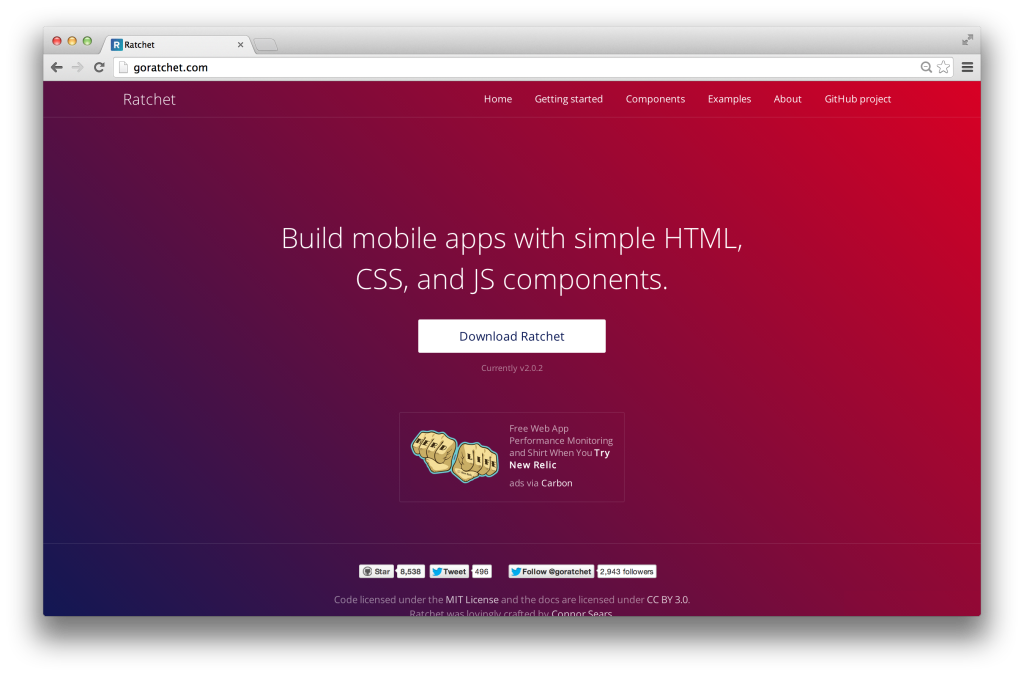 Ratchet
goratchet.com
Ratchet
Home Getting started Components Examples About GitHub project
Build mobile apps with simple HTML,
CSS, and JS components.
Download Ratchet
Currently v2.0.2
Free Web App
Performance Monitoring
and Shirt When You Try
New Relic
ads via Carbon
Star 8,538 Tweet 496 Follow @goratchet 2,943 followers
Code licensed under the MIT License and the docs are licensed under CC BY 3.0.
Ratchet was lovingly crafted by Connor Sears